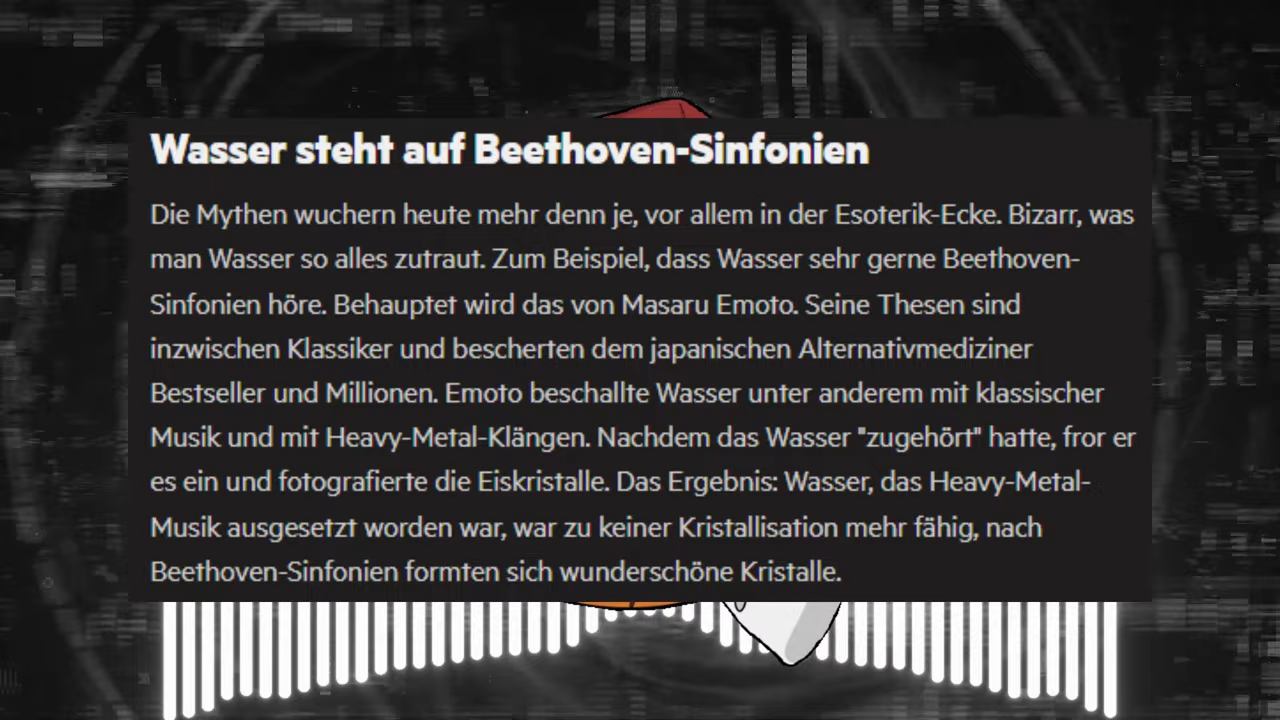 Wasser steht auf Beethoven-Sinfonien
Die Mythen wuchern heute mehr denn je, vor allem in der Esoterik-Ecke. Bizarr, was
man Wasser so alles zutraut. Zum Beispiel, dass Wasser sehr gerne Beethoven-
Sinfonien höre. Behauptet wird das von Masaru Emoto. Seine Thesen sind
inzwischen Klassiker und bescherten dem japanischen Alternativmediziner
Bestseller und Millionen. Emoto beschallte Wasser unter anderem mit klassischer
Musik und mit Heavy-Metal-Klängen. Nachdem das Wasser "zugehört" hatte, fror er
es ein und fotografierte die Eiskristalle. Das Ergebnis: Wasser, das Heavy-Metal-
Musik ausgesetzt worden war, war zu keiner Kristallisation mehr fähig, nach
Beethoven-Sinfonien formten sich wunderschöne Kristalle.